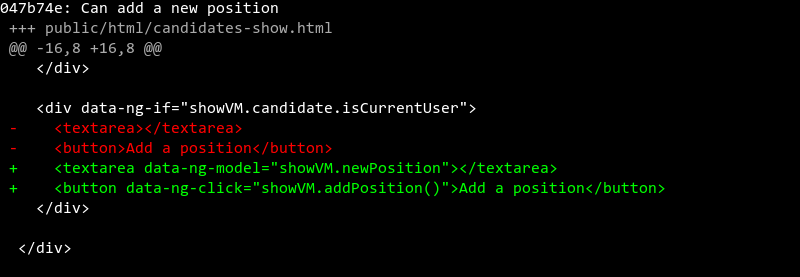 047b74e: Can add a new position
+++ public/html/candidates-show.html
@@ -16,8 +16,8 @@
</div>
<div data-ng-if="showVM.candidate.isCurrentUser">
-    <textarea></textarea>
-    <button>Add a position</button>
+    <textarea data-ng-model="showVM.newPosition"></textarea>
+    <button data-ng-click="showVM.addPosition()">Add a position</button>
</div>
</div>